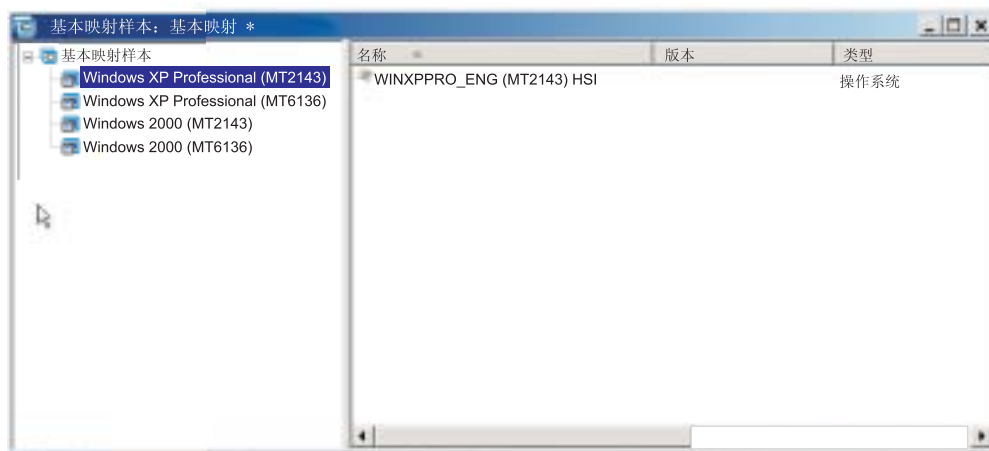 基本映射样本：基本映射 *
基本映射样本
Windows XP Professional (MT2143)
Windows XP Professional (MT6136)
Windows 2000 (MT2143)
Windows 2000 (MT6136)
名称 版本 类型
WINXPPRO_ENG (MT2143) HSI 操作系统